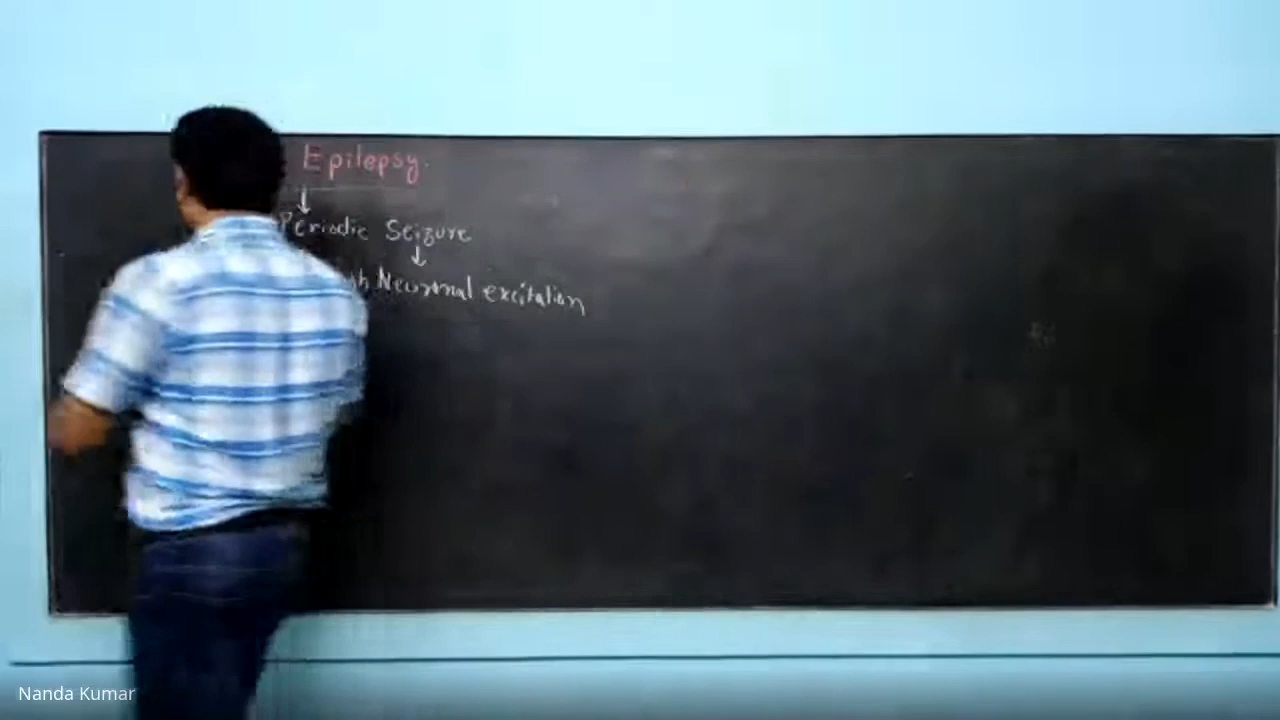 Epilepsy.
↓
Periodic Seizure
↓
Neuronal excitation
Nanda Kumar